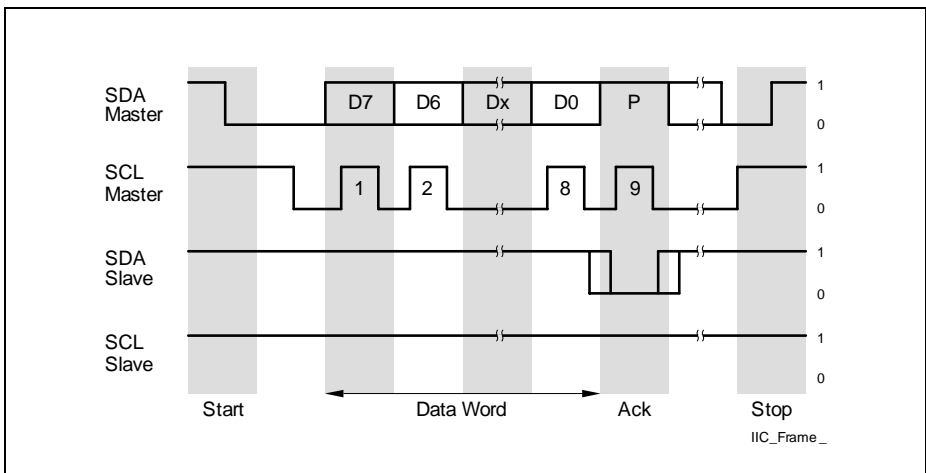 SDA
Master
D7 D6 Dx D0 P
1
0
SCL
Master
1 2 8 9
1
0
SDA
Slave
1
0
SCL
Slave
1
0
Start Data Word Ack Stop
IIC_Frame_